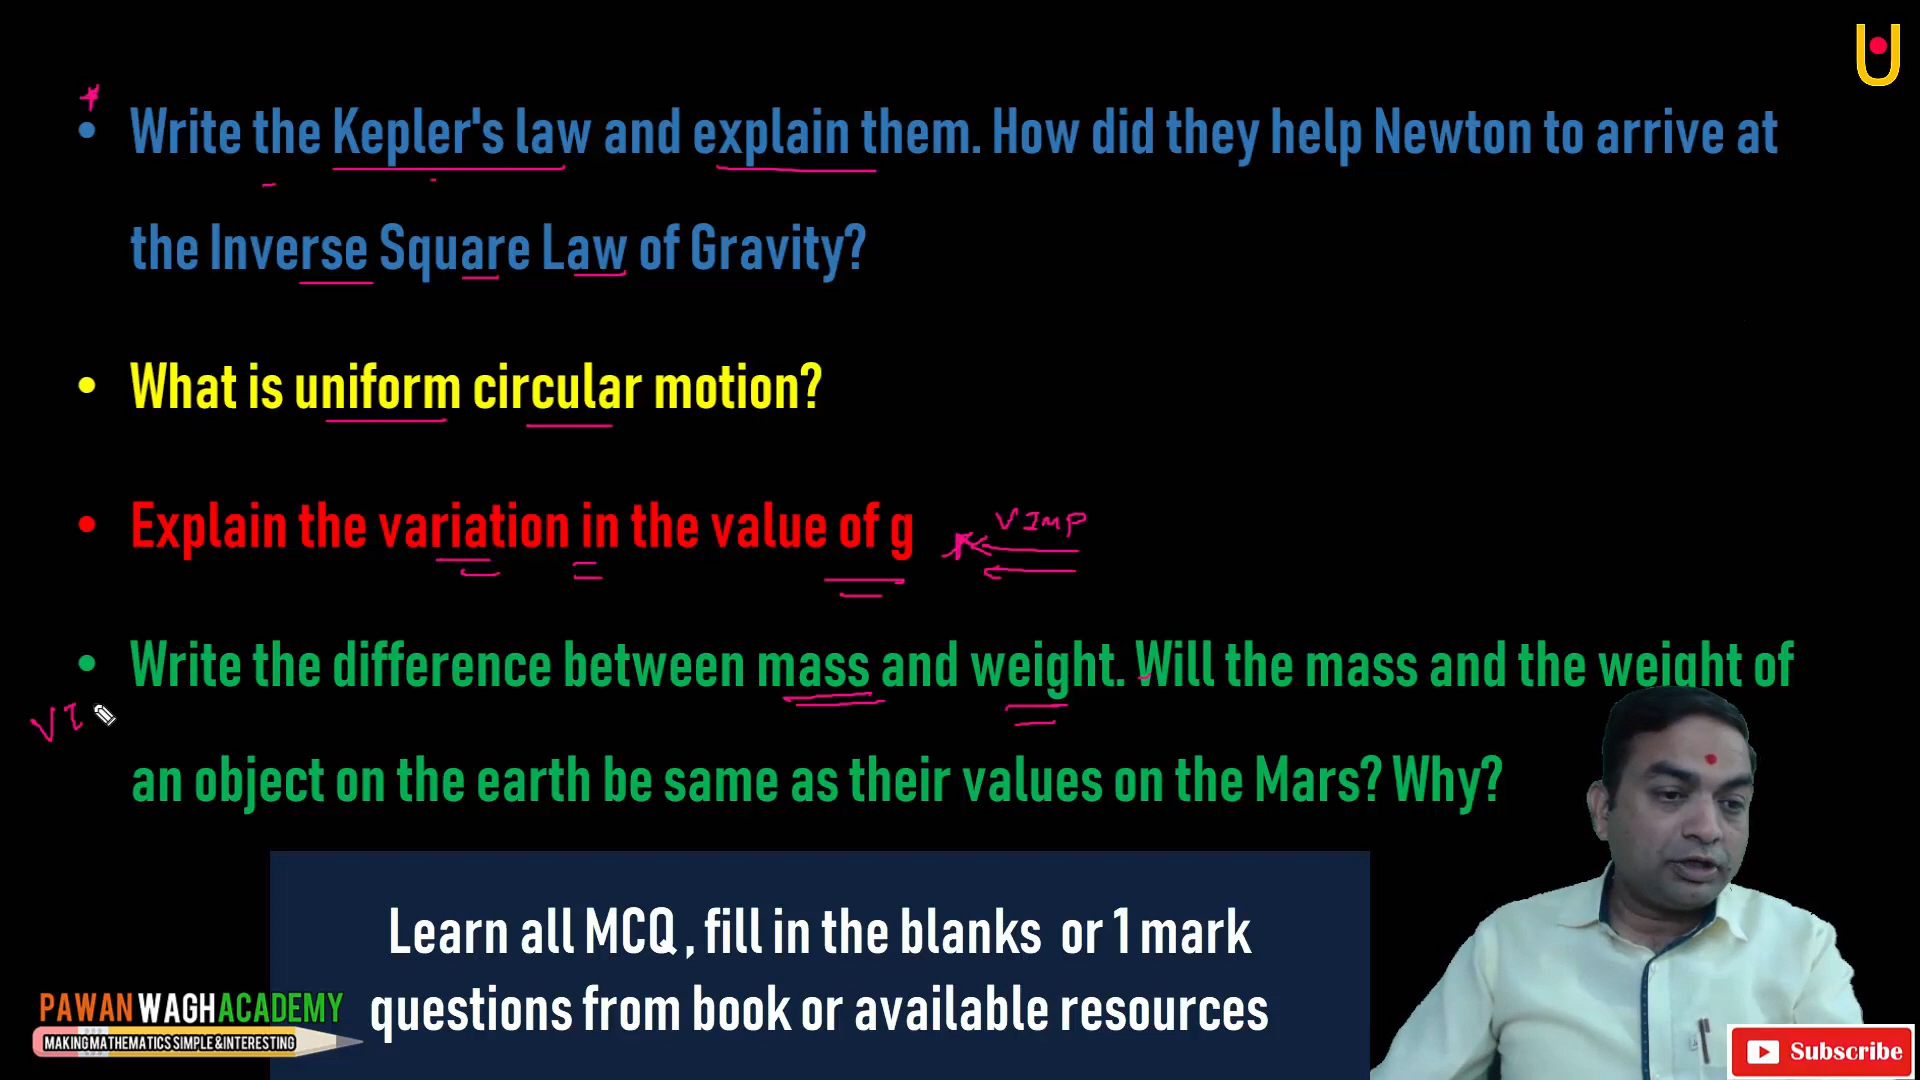 • Write the Kepler's law and explain them. How did they help Newton to arrive at
the Inverse Square Law of Gravity?
• What is uniform circular motion?
• Explain the variation in the value of g
V IMP
• Write the difference between mass and weight. Will the mass and the weight of
VI
an object on the earth be same as their values on the Mars? Why?
Learn all MCQ, fill in the blanks or 1 mark
questions from book or available resources
PAWAN WAGH ACADEMY
MAKING MATHEMATICS SIMPLE & INTERESTING
Subscribe